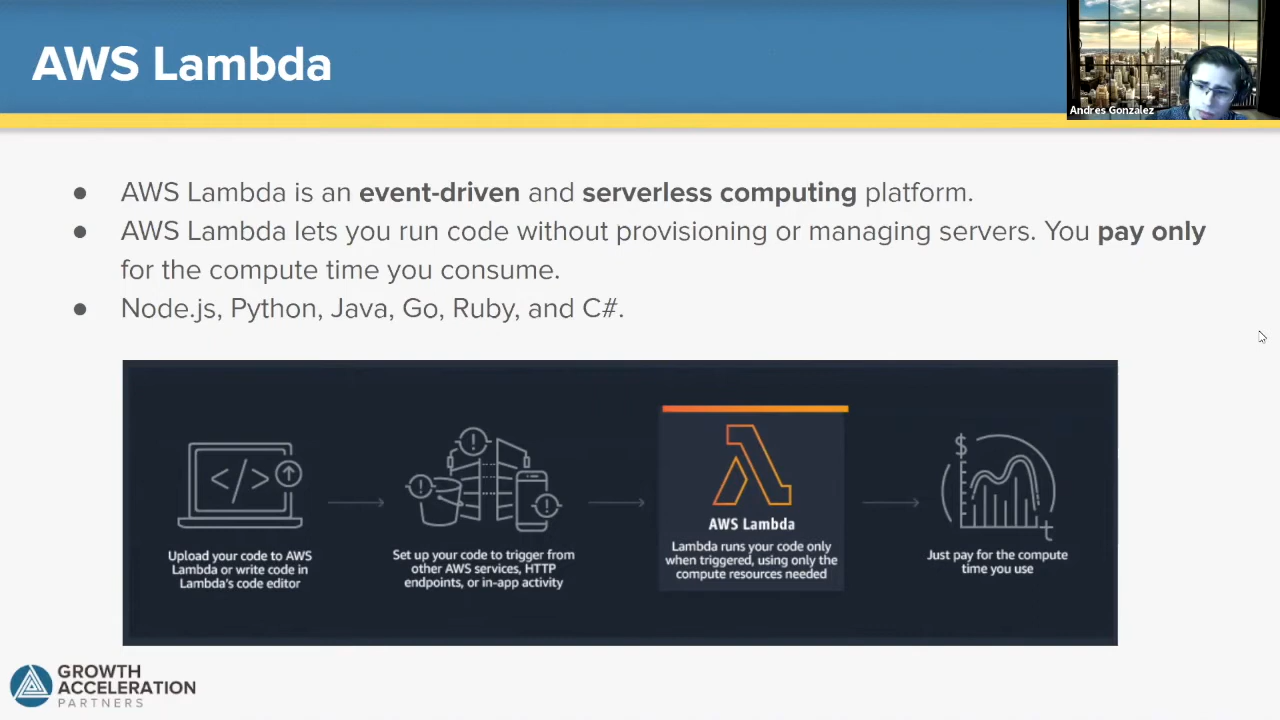 AWS Lambda
Andres Gonzalez
● AWS Lambda is an event-driven and serverless computing platform.
● AWS Lambda lets you run code without provisioning or managing servers. You pay only
for the compute time you consume.
● Node.js, Python, Java, Go, Ruby, and C#.
</>
Upload your code to AWS
Lambda or write code in
Lambda's code editor
Set up your code to trigger from
other AWS services, HTTP
endpoints, or in-app activity
AWS Lambda
Lambda runs your code only
when triggered, using only the
compute resources needed
$
t
Just pay for the compute
time you use
GROWTH
ACCELERATION
PARTNERS